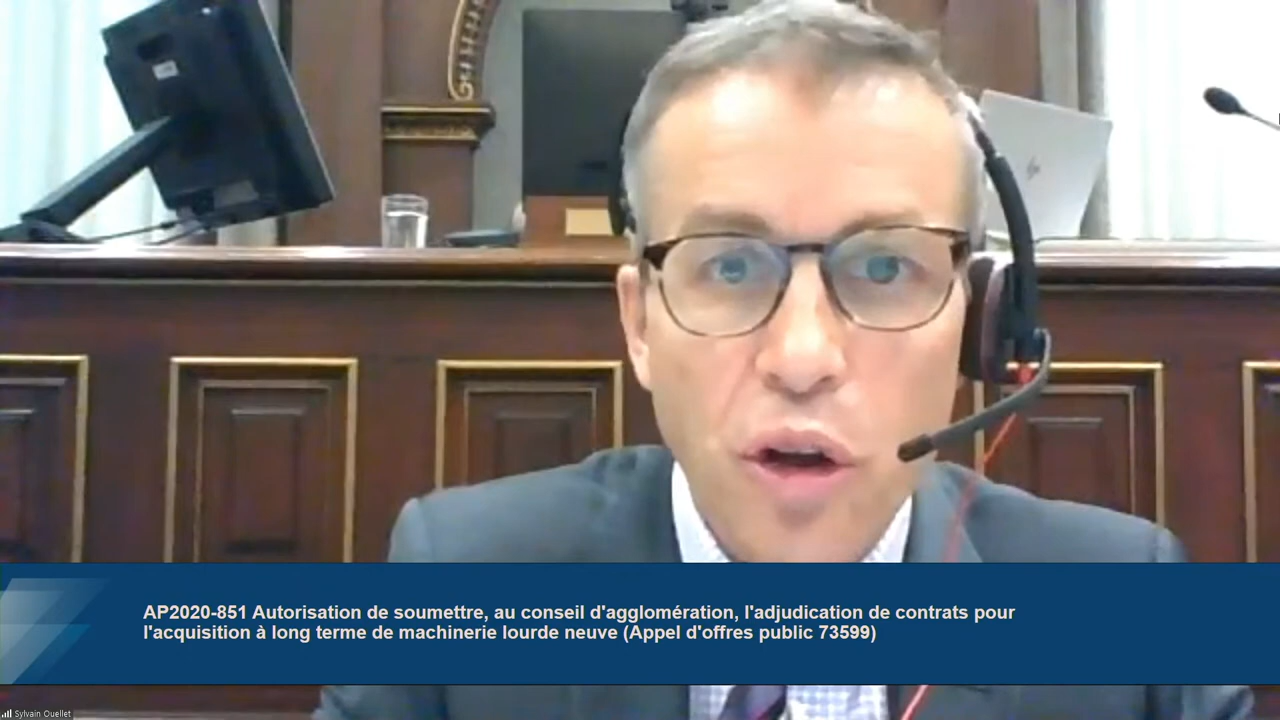 AP2020-851 Autorisation de soumettre, au conseil d'agglomération, l'adjudication de contrats pour
l'acquisition à long terme de machinerie lourde neuve (Appel d'offres public 73599)
Sylvain Ouellet